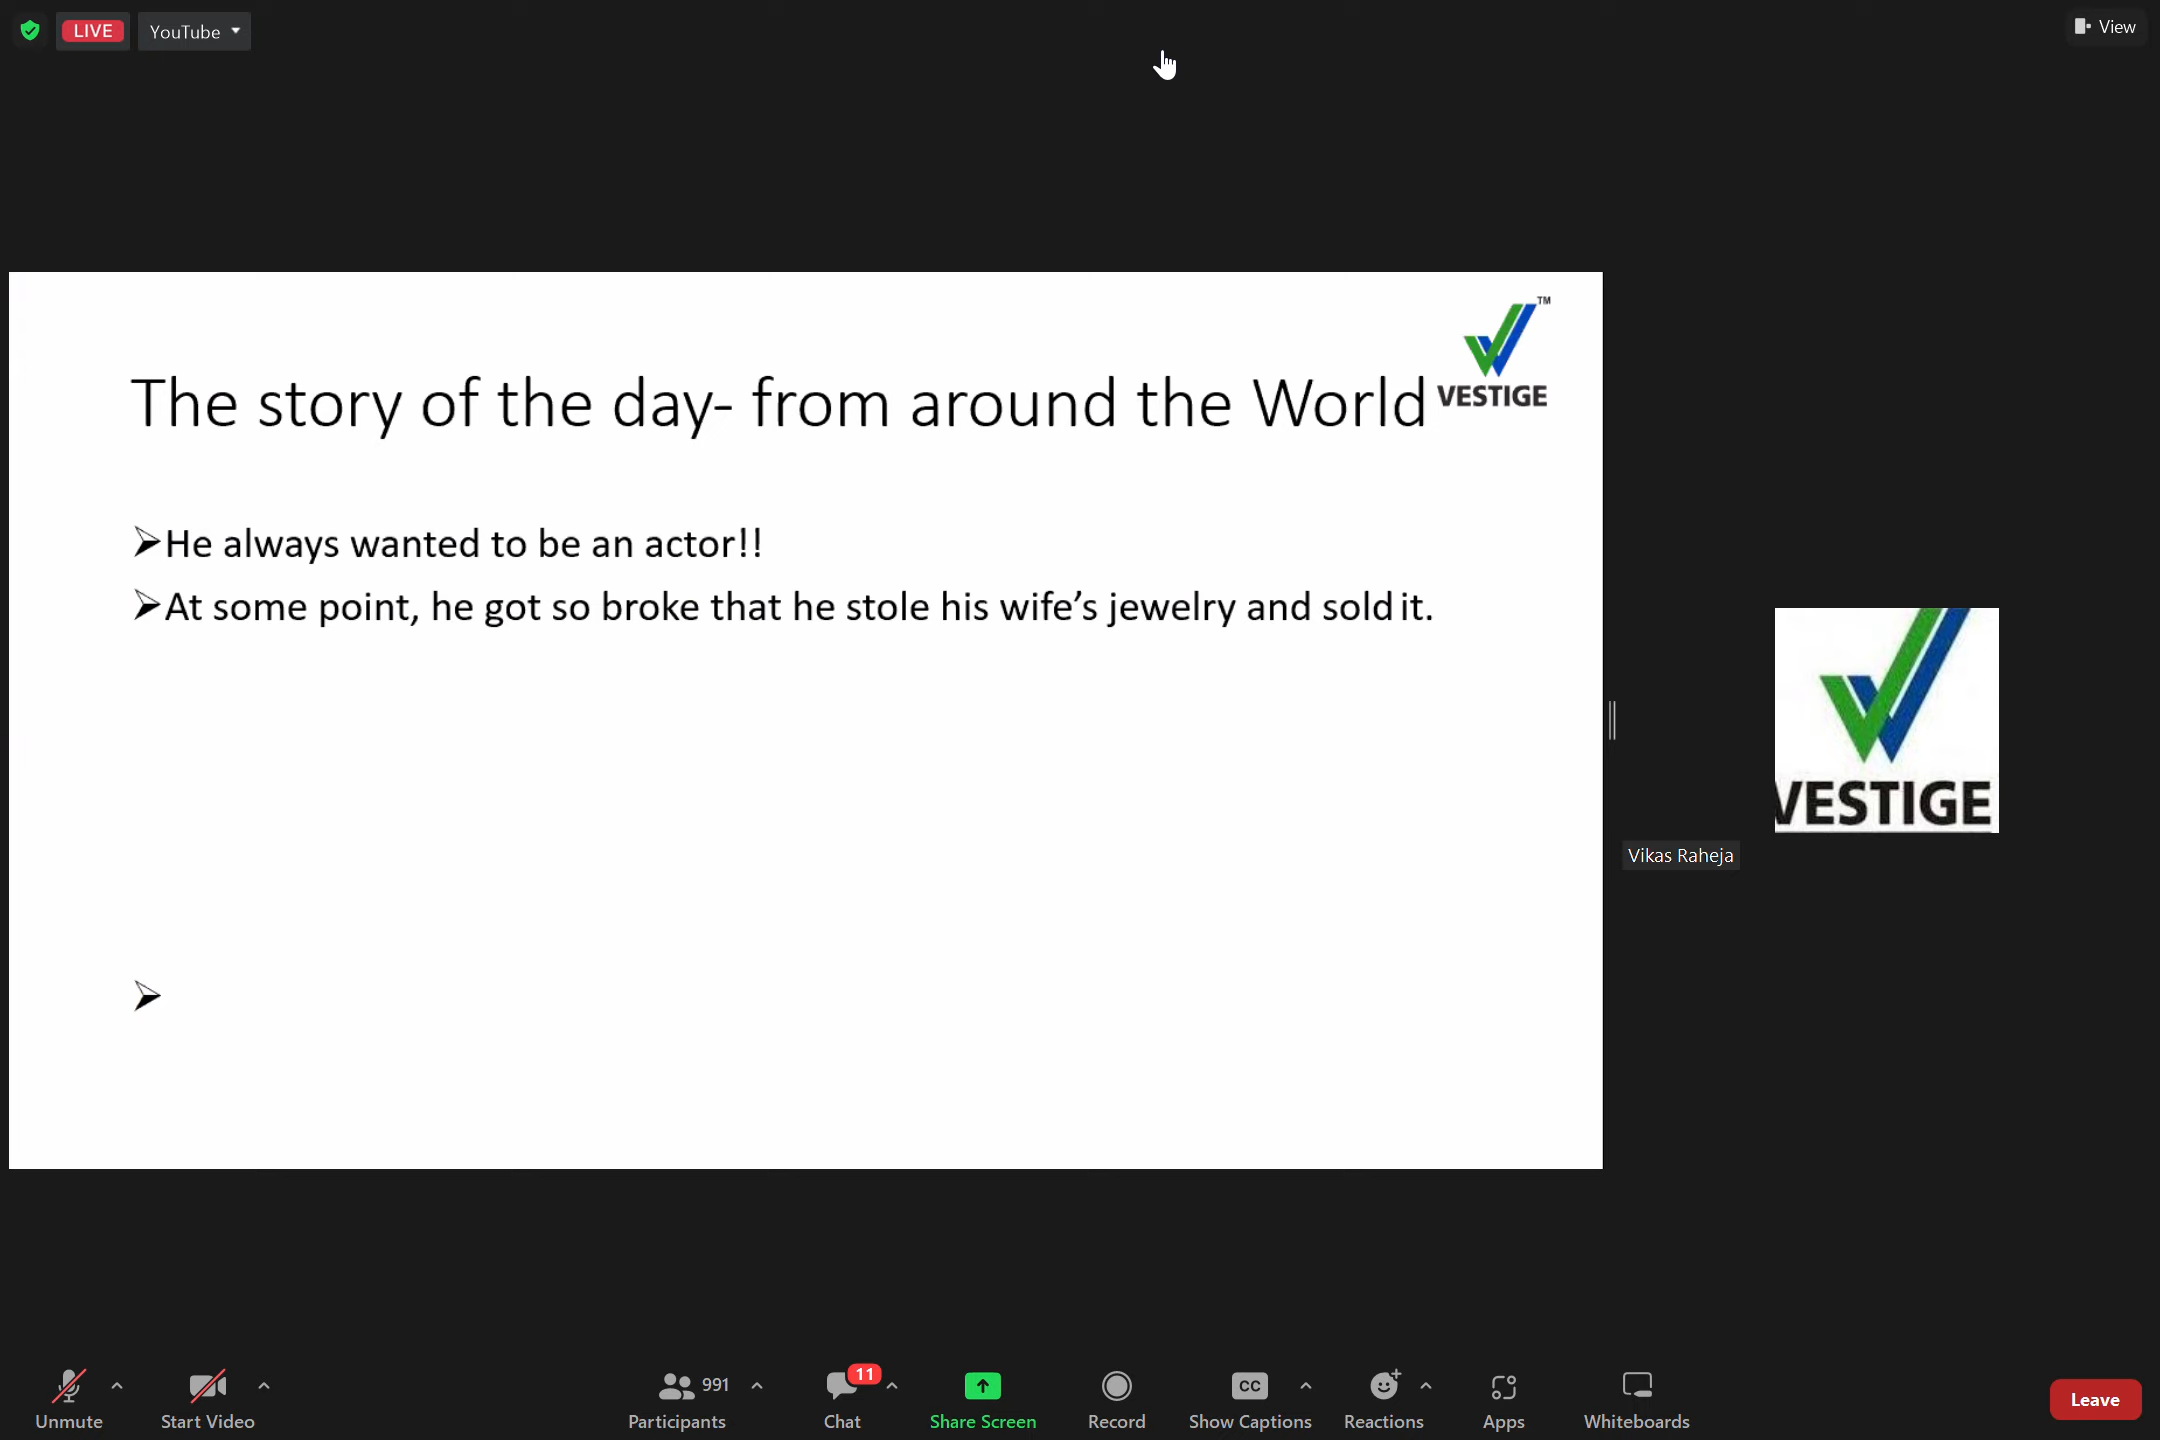 LIVE
YouTube
View
The story of the day- from around the World
TM
VESTIGE
➢He always wanted to be an actor!!
➢At some point, he got so broke that he stole his wife's jewelry and sold it.
➢
VESTIGE
Vikas Raheja
Unmute
Start Video
991
Participants
11
Chat
Share Screen
Record
CC
Show Captions
Reactions
Apps
Whiteboards
Leave